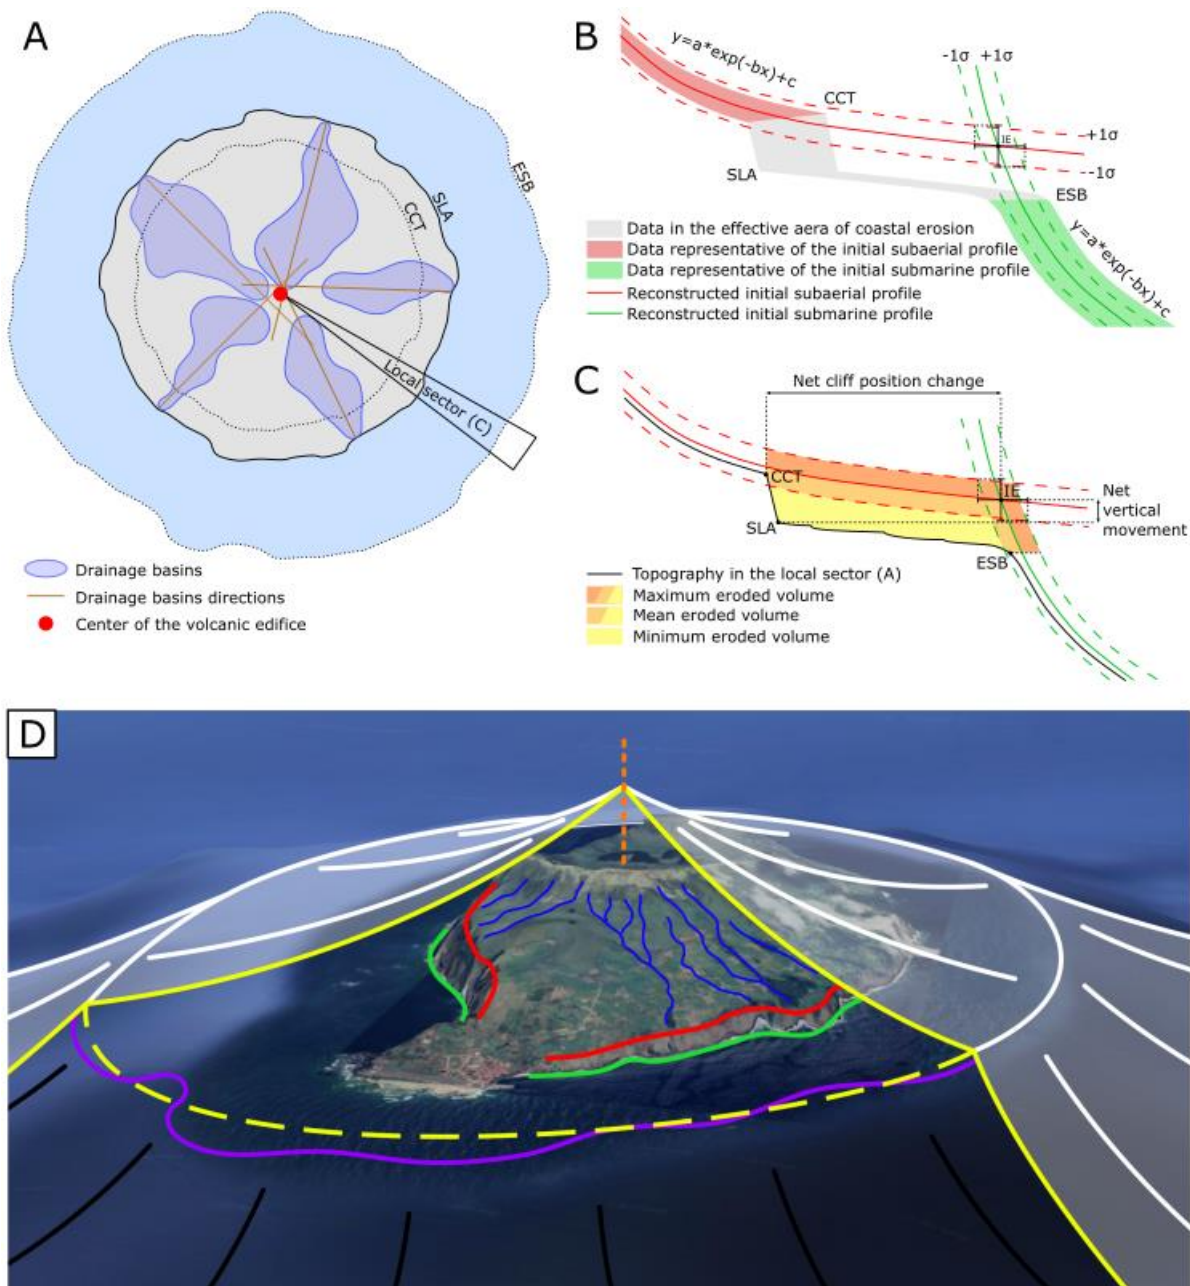 A
ESB
SLA
CCT
Local sector (C)
Drainage basins
Drainage basins directions
Center of the volcanic edifice
B
y=a*exp(-bx)+c
-1σ +1σ
CCT
+1σ
IE
--1σ
SLA
ESB
y=a*exp(-bx)+c
Data in the effective aera of coastal erosion
Data representative of the initial subaerial profile
Data representative of the initial submarine profile
Reconstructed initial subaerial profile
Reconstructed initial submarine profile
C
Net cliff position change
CCT
IE
Net
vertical
movement
SLA
ESB
Topography in the local sector (A)
Maximum eroded volume
Mean eroded volume
Minimum eroded volume
D